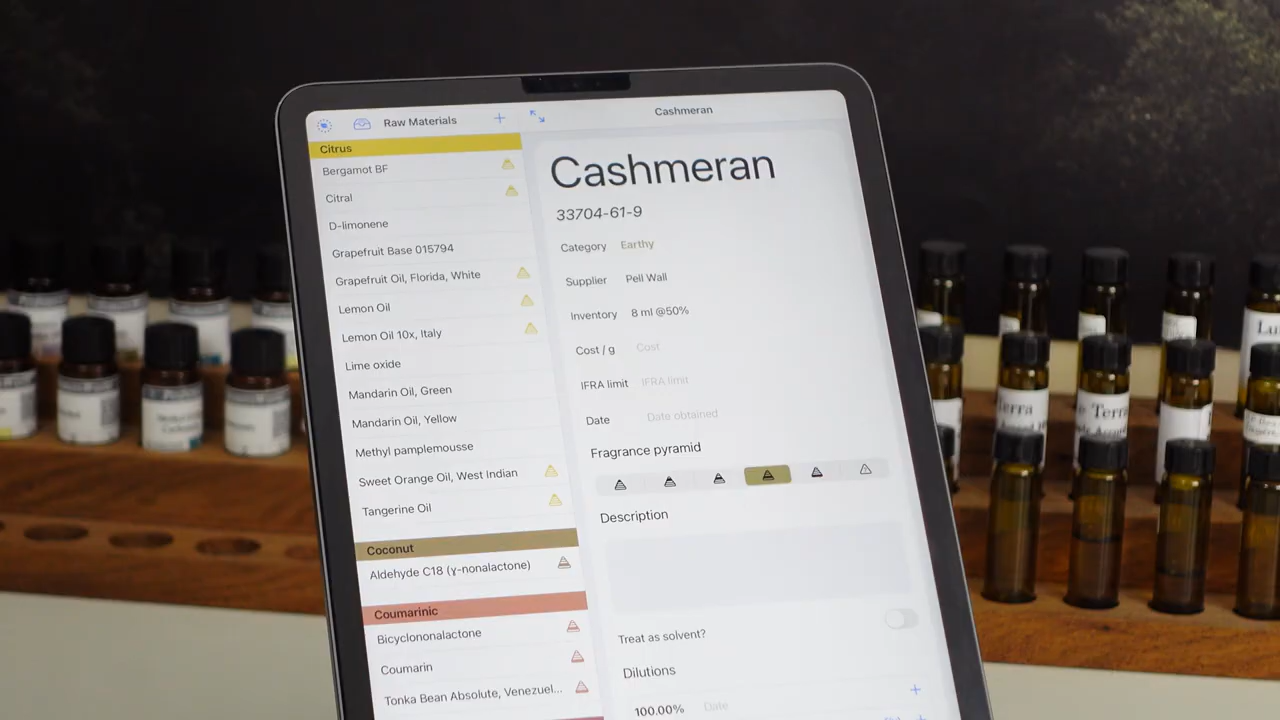 Raw Materials
Citrus
Bergamot BF
Citral
D-limonene
Grapefruit Base 015794
Grapefruit Oil, Florida, White
Lemon Oil
Lemon Oil 10x, Italy
Lime oxide
Mandarin Oil, Green
Mandarin Oil, Yellow
Methyl pamplemousse
Sweet Orange Oil, West Indian
Tangerine Oil
Coconut
Aldehyde C18 (γ-nonalactone)
Coumarinic
Bicyclononalactone
Coumarin
Tonka Bean Absolute, Venezuel...
Cashmeran
Cashmeran
33704-61-9
Category Earthy
Supplier Pell Wall
Inventory 8 ml @50%
Cost / g Cost
IFRA limit IFRA limit
Date Date obtained
Fragrance pyramid
Description
Treat as solvent?
Dilutions
100.00% Date
Terra
Terra